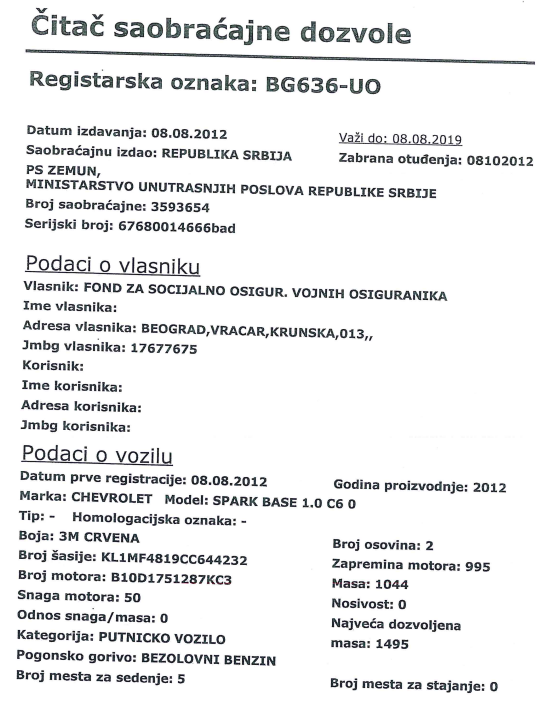 Čitač saobraćajne dozvole
Registarska oznaka: BG636-UO
Datum izdavanja: 08.08.2012
Važi do: 08.08.2019
Saobraćajnu izdao: REPUBLIKA SRBIJA
Zabrana otuđenja: 08102012
PS ZEMUN,
MINISTARSTVO UNUTRASNJIH POSLOVA REPUBLIKE SRBIJE
Broj saobraćajne: 3593654
Serijski broj: 67680014666bad
Podaci o vlasniku
Vlasnik: FOND ZA SOCIJALNO OSIGUR. VOJNIH OSIGURANIKA
Ime vlasnika:
Adresa vlasnika: BEOGRAD,VRACAR,KRUNSKA,013,,
Jmbg vlasnika: 17677675
Korisnik:
Ime korisnika:
Adresa korisnika:
Jmbg korisnika:
Podaci o vozilu
Datum prve registracije: 08.08.2012
Godina proizvodnje: 2012
Marka: CHEVROLET Model: SPARK BASE 1.0 C6 0
Tip: - Homologacijska oznaka: -
Boja: 3M CRVENA
Broj osovina: 2
Broj šasije: KL1MF4819CC644232
Zapremina motora: 995
Broj motora: B10D1751287KC3
Masa: 1044
Snaga motora: 50
Nosivost: 0
Odnos snaga/masa: 0
Najveća dozvoljena
masa: 1495
Kategorija: PUTNICKO VOZILO
Pogonsko gorivo: BEZOLOVNI BENZIN
Broj mesta za sedenje: 5
Broj mesta za stajanje: 0